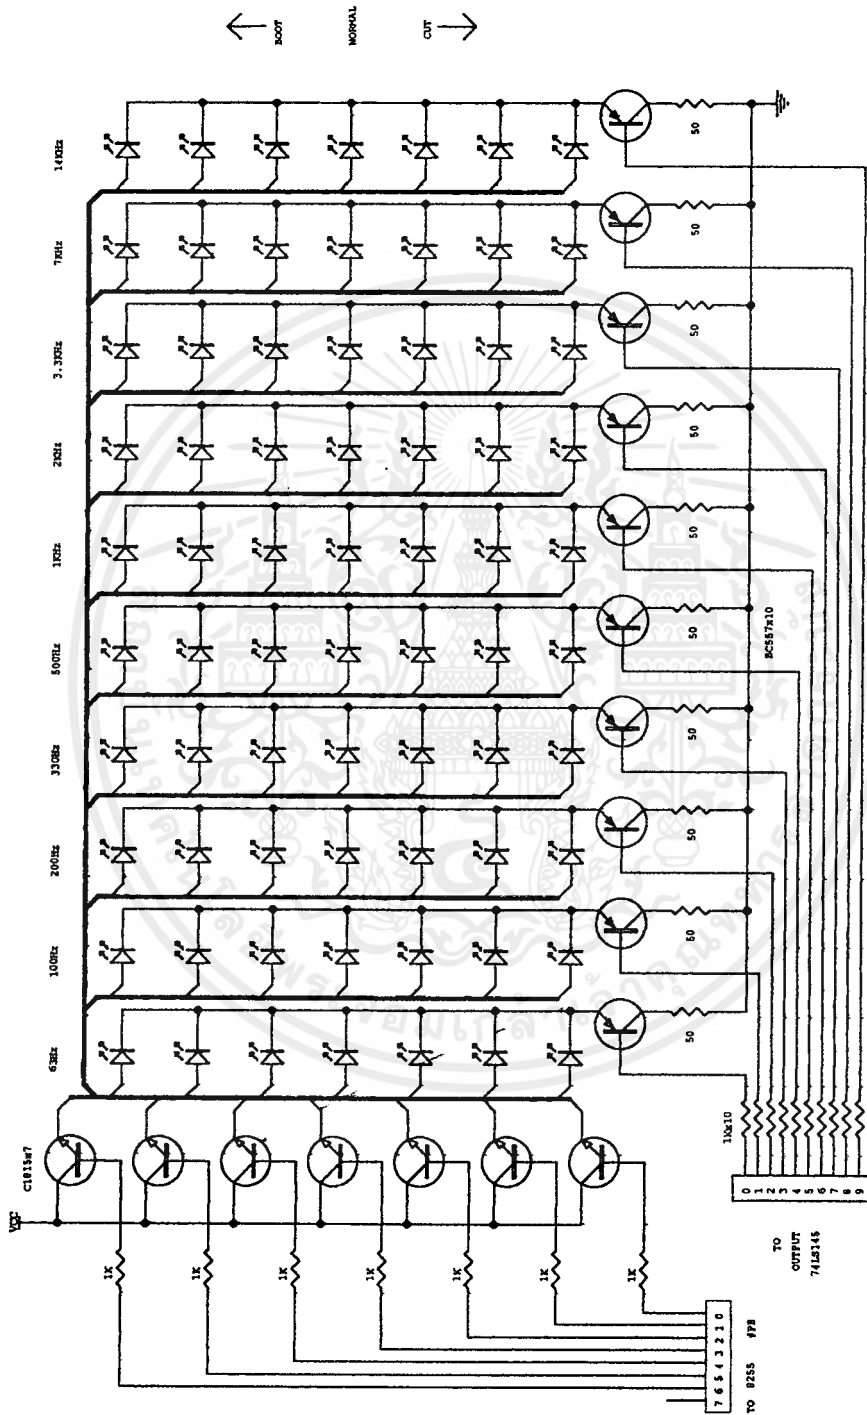 BOOT
NORMAL
CUT
63Hz
100Hz
200Hz
330Hz
500Hz
1KHz
2KHz
3.3KHz
7KHz
14KHz
VCC
C1815x7
1K
1K
1K
1K
1K
1K
1K
50
50
50
50
50
50
50
50
50
50
BC557x10
1Kx10
7 6 5 4 3 2 1 0
TO 8255 #PB
0
1
2
3
4
5
6
7
8
9
TO
OUTPUT
74LS145